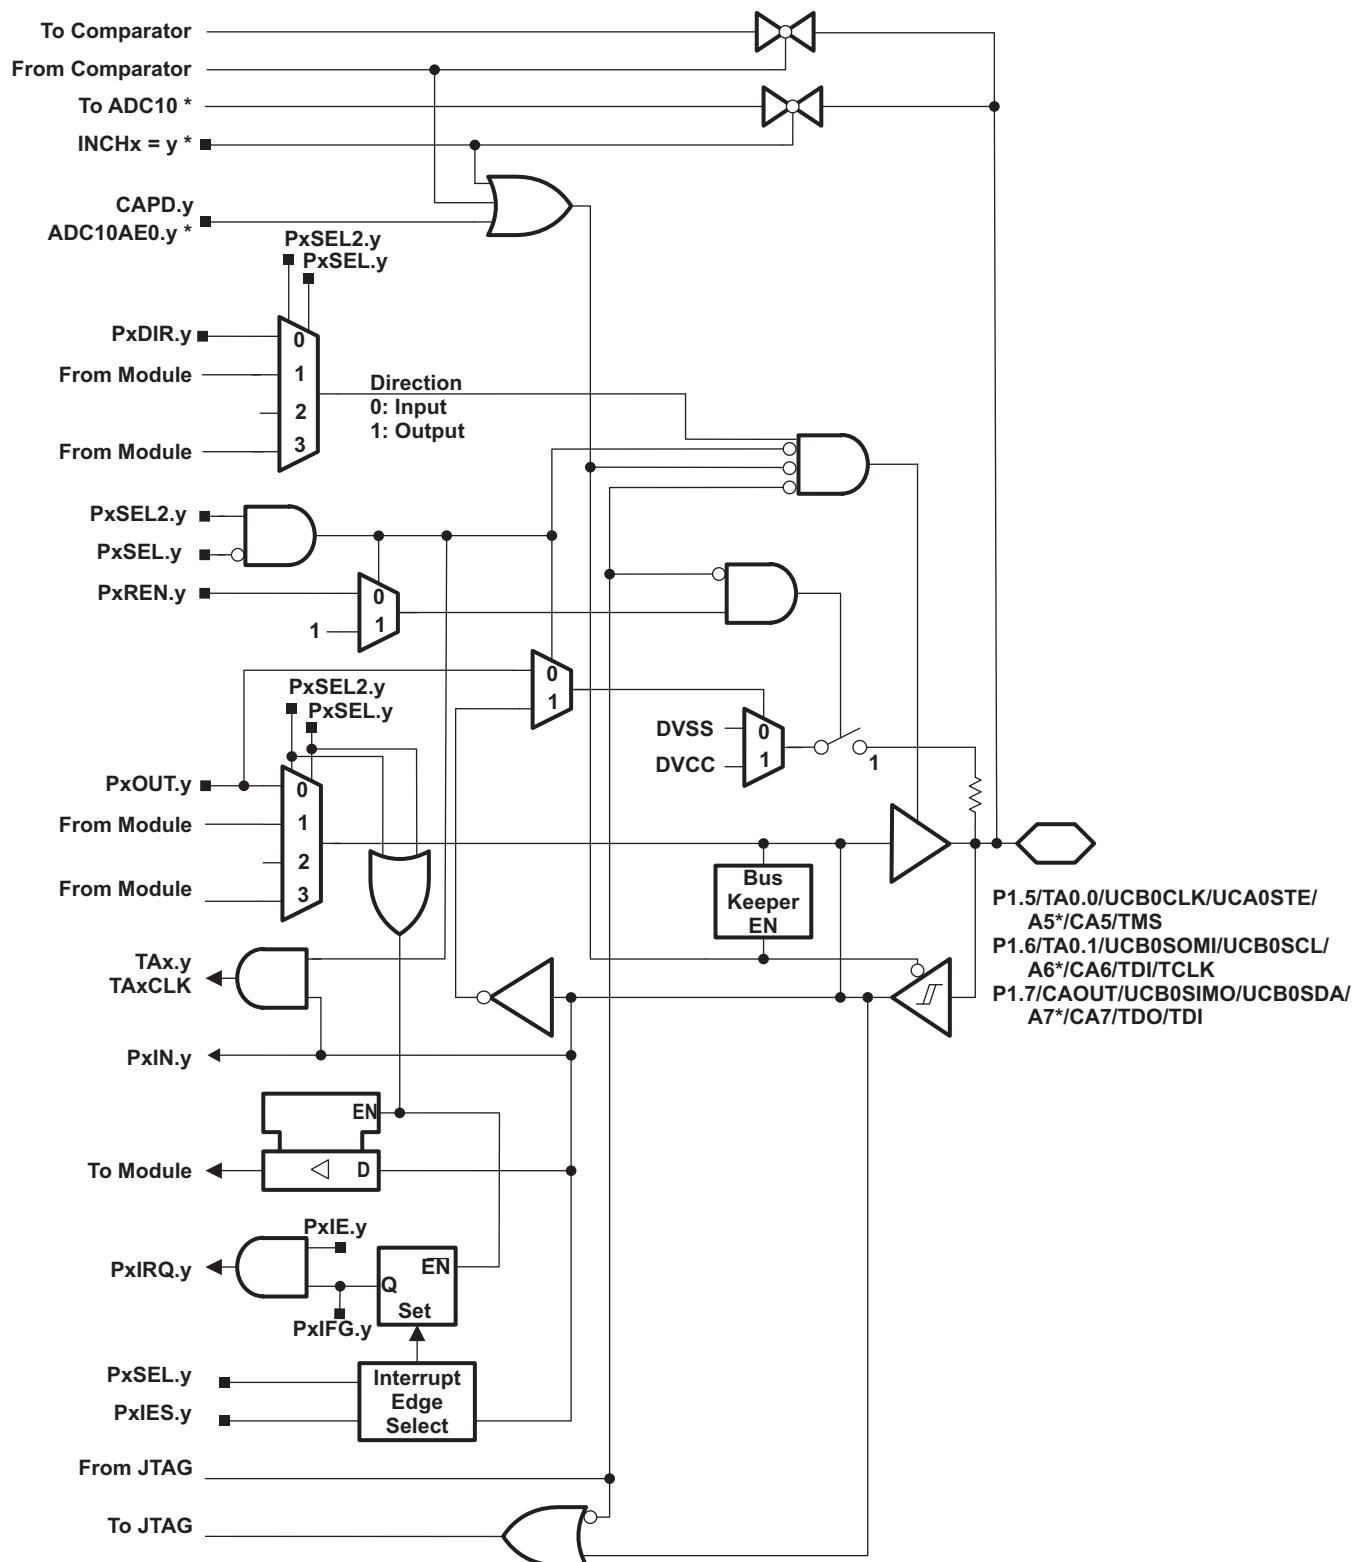 To Comparator
From Comparator
To ADC10 *
INCHx = y *
CAPD.y
ADC10AE0.y *
PxSEL2.y
PxSEL.y
PxDIR.y
0
From Module
1
2
From Module
3
Direction
0: Input
1: Output
PxSEL2.y
PxSEL.y
PxREN.y
0
1
1
0
1
PxSEL2.y
PxSEL.y
DVSS
0
DVCC
1
1
PxOUT.y
0
From Module
1
2
From Module
3
Bus
Keeper
EN
P1.5/TA0.0/UCB0CLK/UCA0STE/
A5*/CA5/TMS
P1.6/TA0.1/UCB0SOMI/UCB0SCL/
A6*/CA6/TDI/TCLK
P1.7/CAOUT/UCB0SIMO/UCB0SDA/
A7*/CA7/TDO/TDI
TAx.y
TAxCLK
PxIN.y
EN
To Module
D
PxIE.y
PxIRQ.y
EN
Q
Set
PxIFG.y
PxSEL.y
PxIES.y
Interrupt
Edge
Select
From JTAG
To JTAG